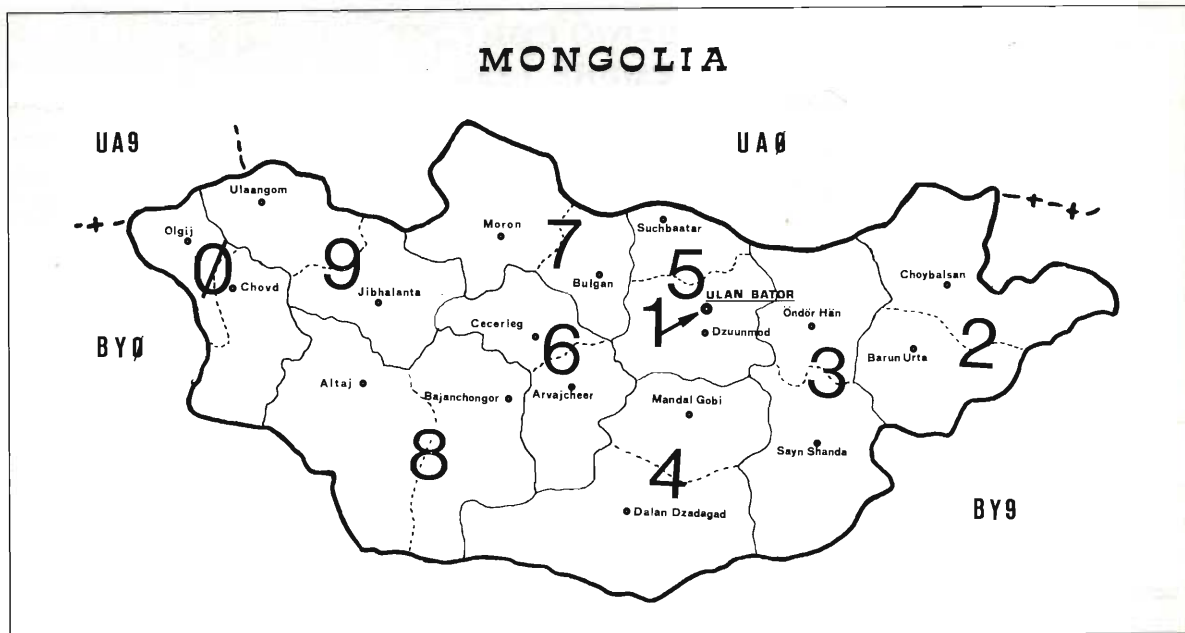 MONGOLIA
UA9
UAØ
Ulaangom
Moron
7
Suchbaatar
Olgij
Ø
9
5
Choybalsan
Chovd
Jibhalanta
Bulgan
ULAN BATOR
1
Dzuunmod
Öndör Hän
Cecerleg
6
BYØ
Barun Urta
2
3
Altaj
Bajanchongor
Arvajcheer
Mandal Gobi
8
4
Sayn Shanda
Dalan Dzadagad
BY9